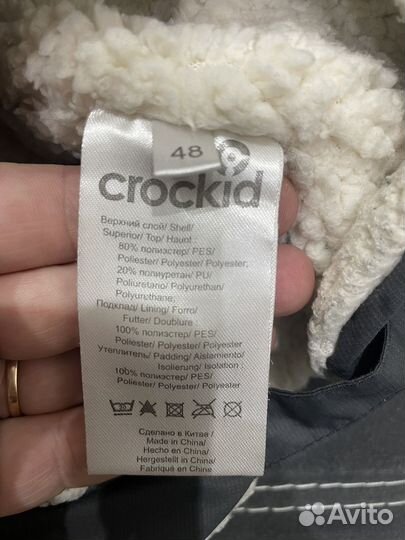 48
crockid
Верхний слой/ Shell/
Superior/ Top/ Haunt :
80% полиэстер/ PES/
Poliester/ Polyester/ Polyester;
20% полиуретан/ PU/
Poliuretano/ Polyurethan/
Polyurethane;
Подклад/ Lining/ Forro/
Futter/ Doublure :
100% полиэстер/ PES/
Poliester/ Polyester/ Polyester
Утеплитель/ Padding/ Aislamiento/
Isolierung/ Isolation ;
100% полиэстер/ PES/
Poliester/ Polyester/ Polyester
Сделано в Китае/
Made in China/
Hecho en China/
Hergestellt in China/
Fabriqué en China
Avito